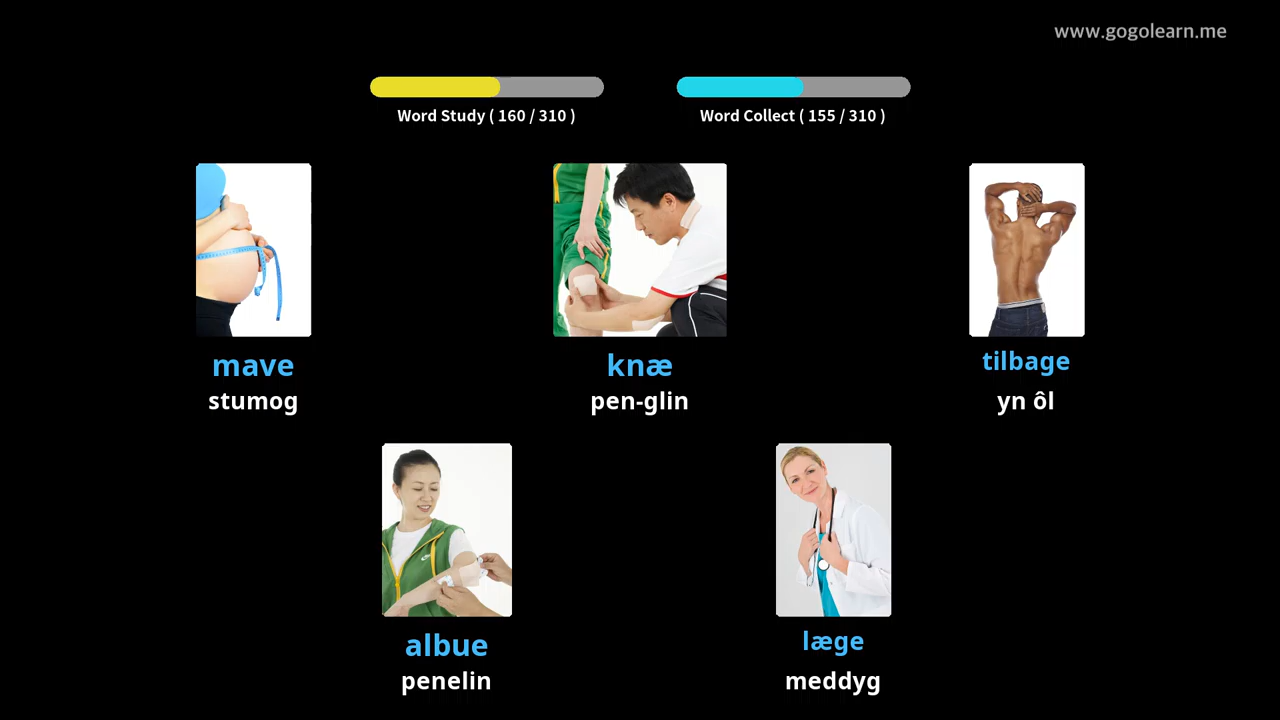 www.gogolearn.me
Word Study ( 160 / 310 )
Word Collect ( 155 / 310 )
mave
stumog
knæ
pen-glin
tilbage
yn ôl
albue
penelin
læge
meddyg